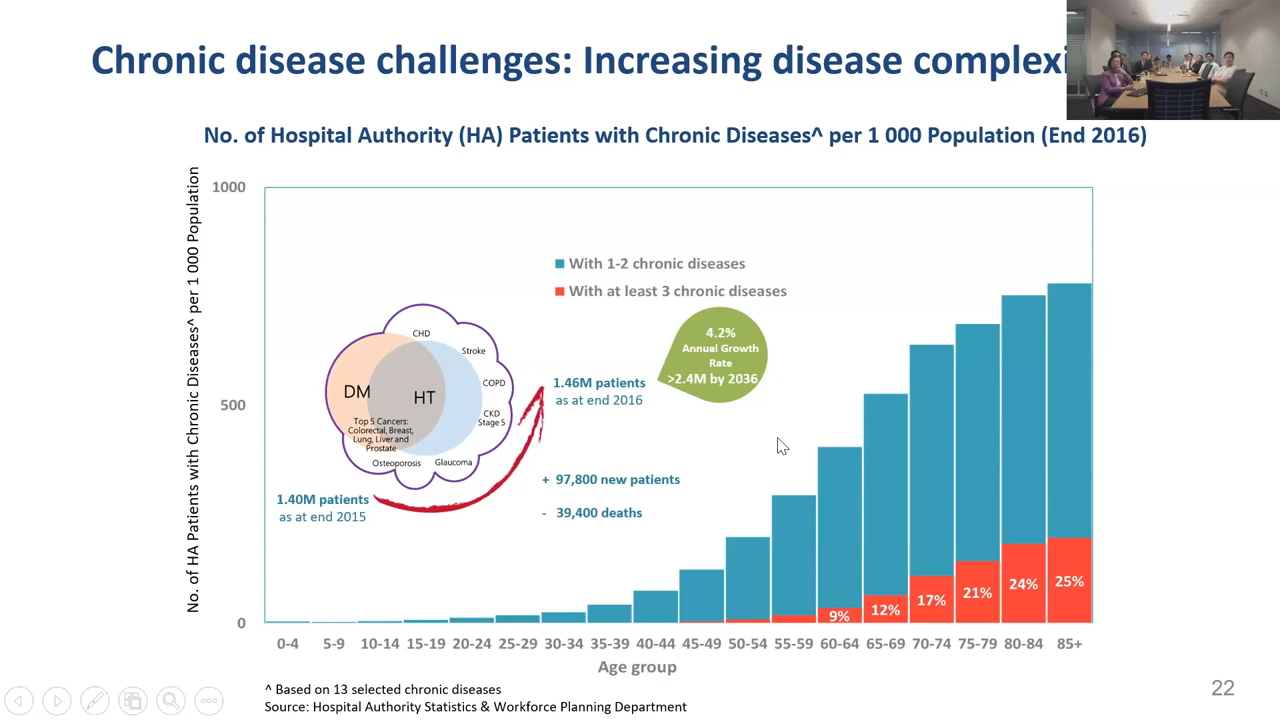 Chronic disease challenges: Increasing disease complexi
No. of Hospital Authority (HA) Patients with Chronic Diseases^ per 1 000 Population (End 2016)
No. of HA Patients with Chronic Diseases^ per 1 000 Population
1000
500
0
With 1-2 chronic diseases
With at least 3 chronic diseases
CHD
Stroke
COPD
CKD
Stage 5
DM
HT
Top 5 Cancers:
Colorectal, Breast,
Lung, Liver and
Prostate
Osteoporosis
Glaucoma
4.2%
Annual Growth
Rate
>2.4M by 2036
1.46M patients
as at end 2016
+ 97,800 new patients
- 39,400 deaths
1.40M patients
as at end 2015
9%
12%
17%
21%
24%
25%
0-4 5-9 10-14 15-19 20-24 25-29 30-34 35-39 40-44 45-49 50-54 55-59 60-64 65-69 70-74 75-79 80-84 85+
Age group
^ Based on 13 selected chronic diseases
Source: Hospital Authority Statistics & Workforce Planning Department
22